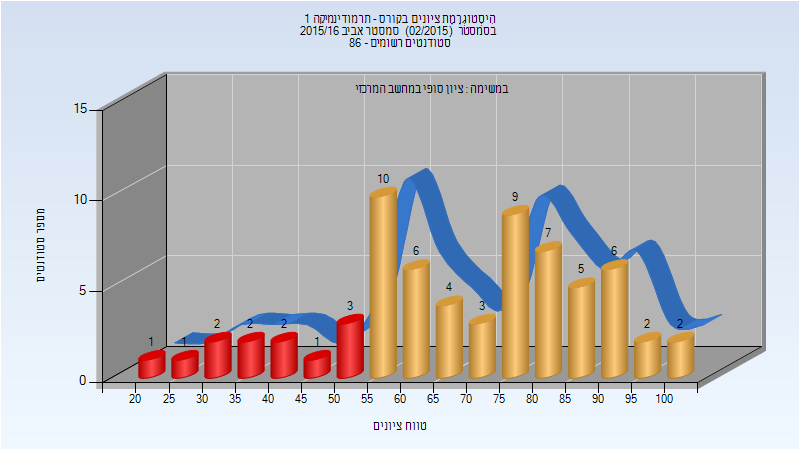 הִיסְטוֹגְרָמַת ציונים בקורס - תרמודינמיקה 1
בסמסטר (02/2015) סמסטר אביב 2015/16
סטודנטים רשומים - 86
במשימה : ציון סופי במחשב המרכזי
מספר סטודנטים
15
10
5
0
1 1 2 2 2 1 3 10 6 4 3 9 7 5 6 2 2
20 25 30 35 40 45 50 55 60 65 70 75 80 85 90 95 100
טווח ציונים